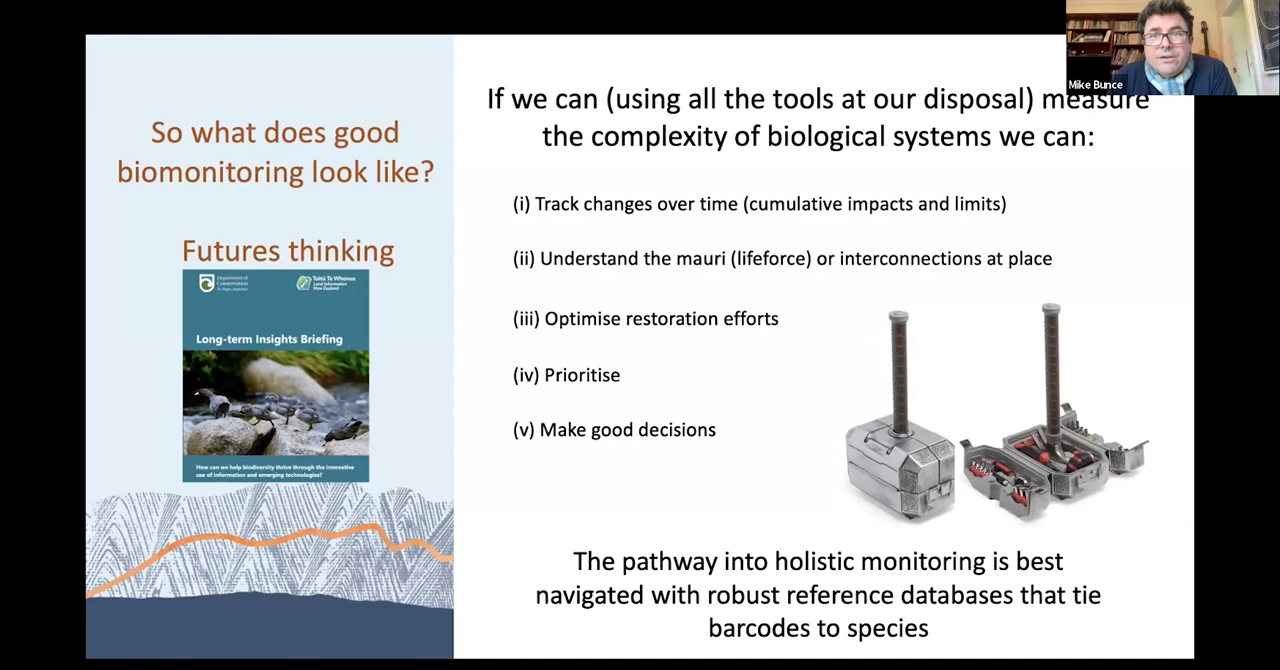 Mike Bunce
So what does good
biomonitoring look like?
Futures thinking
Department of
Conservation
Te Papa Atawhai
Toitū Te Whenua
Land Information
New Zealand
Long-term Insights Briefing
How can we help biodiversity thrive through the innovative
use of information and emerging technologies?
If we can (using all the tools at our disposal) measure
the complexity of biological systems we can:
(i) Track changes over time (cumulative impacts and limits)
(ii) Understand the mauri (lifeforce) or interconnections at place
(iii) Optimise restoration efforts
(iv) Prioritise
(v) Make good decisions
The pathway into holistic monitoring is best
navigated with robust reference databases that tie
barcodes to species